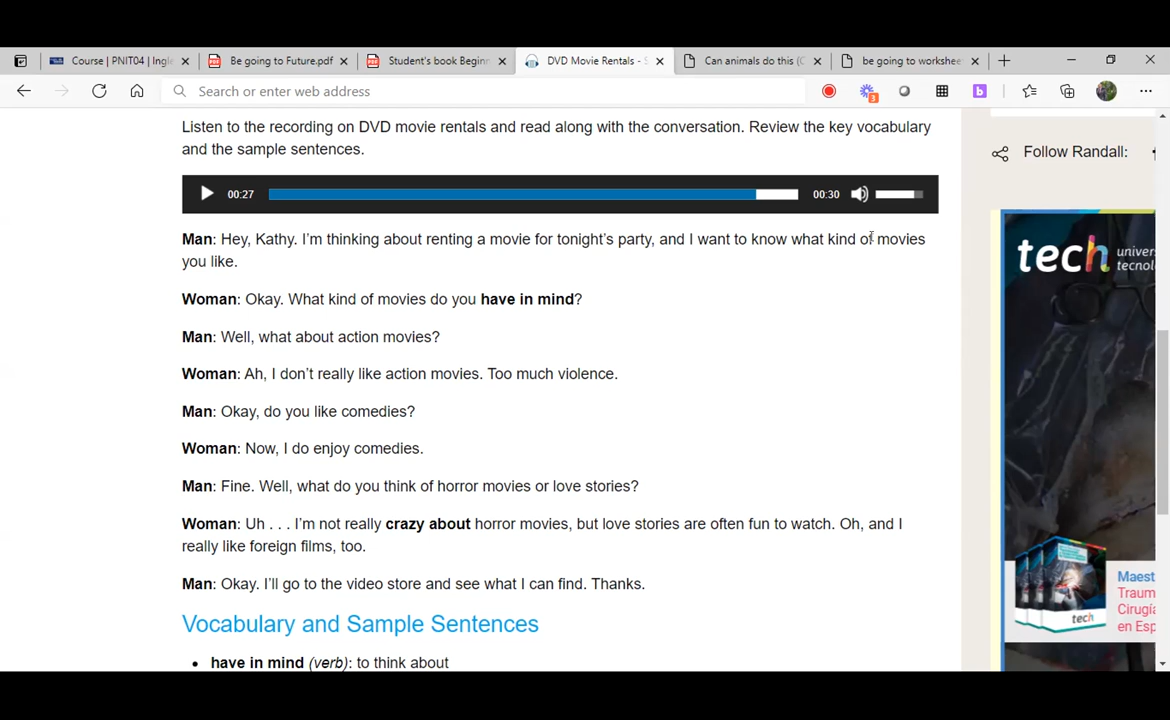 Course | PNIT04 | Ingl
Be going to Future.pdf
Student's book Beginn
DVD Movie Rentals - S
Can animals do this (C
be going to workshee
Search or enter web address
3
b
Listen to the recording on DVD movie rentals and read along with the conversation. Review the key vocabulary
and the sample sentences.
Follow Randall:
00:27
00:30
Man: Hey, Kathy. I'm thinking about renting a movie for tonight's party, and I want to know what kind of movies
you like.
Woman: Okay. What kind of movies do you have in mind?
Man: Well, what about action movies?
Woman: Ah, I don't really like action movies. Too much violence.
Man: Okay, do you like comedies?
Woman: Now, I do enjoy comedies.
Man: Fine. Well, what do you think of horror movies or love stories?
Woman: Uh . . . I'm not really crazy about horror movies, but love stories are often fun to watch. Oh, and I
really like foreign films, too.
Man: Okay. I'll go to the video store and see what I can find. Thanks.
Vocabulary and Sample Sentences
• have in mind (verb): to think about
tech
univers
tecnol
tech
Maest
Traum
Cirugía
en Esp